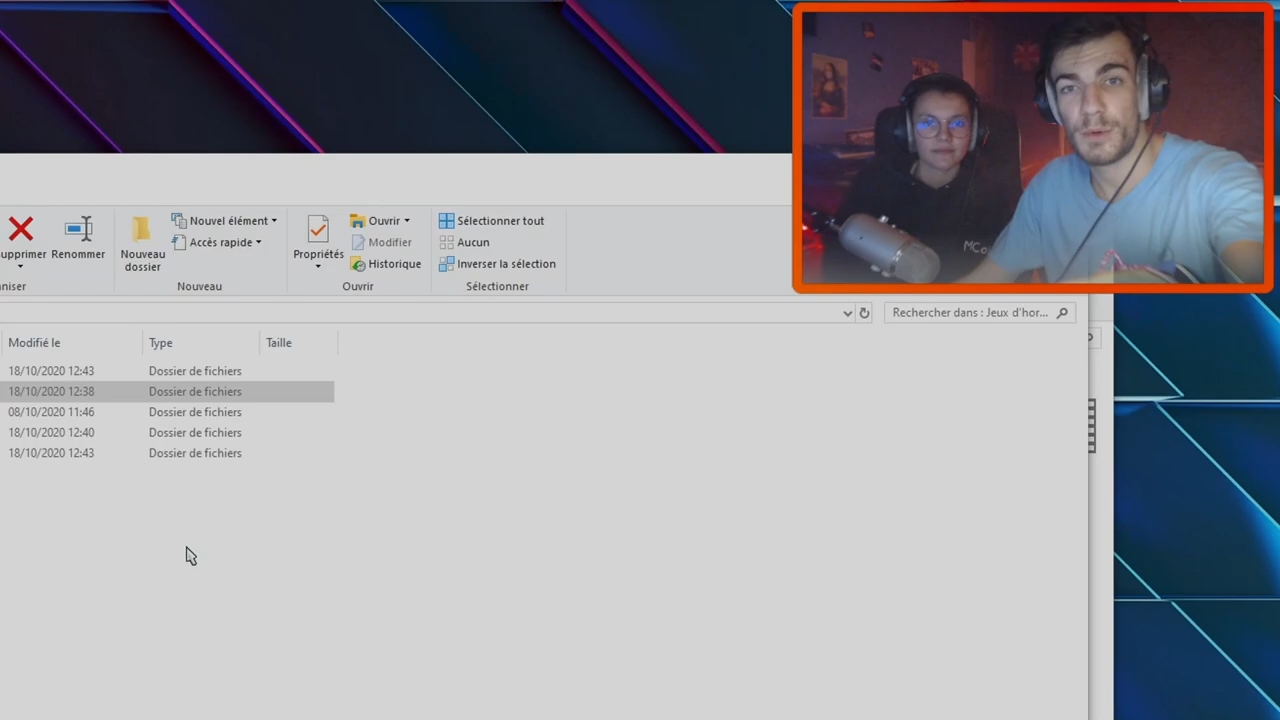 upprimer
Renommer
niser
Nouveau
dossier
Nouvel élément
Accès rapide
Nouveau
Propriétés
Ouvrir
Modifier
Historique
Ouvrir
Sélectionner tout
Aucun
Inverser la sélection
Sélectionner
Rechercher dans : Jeux d'hor...
Modifié le Type Taille
18/10/2020 12:43 Dossier de fichiers
18/10/2020 12:38 Dossier de fichiers
08/10/2020 11:46 Dossier de fichiers
18/10/2020 12:40 Dossier de fichiers
18/10/2020 12:43 Dossier de fichiers